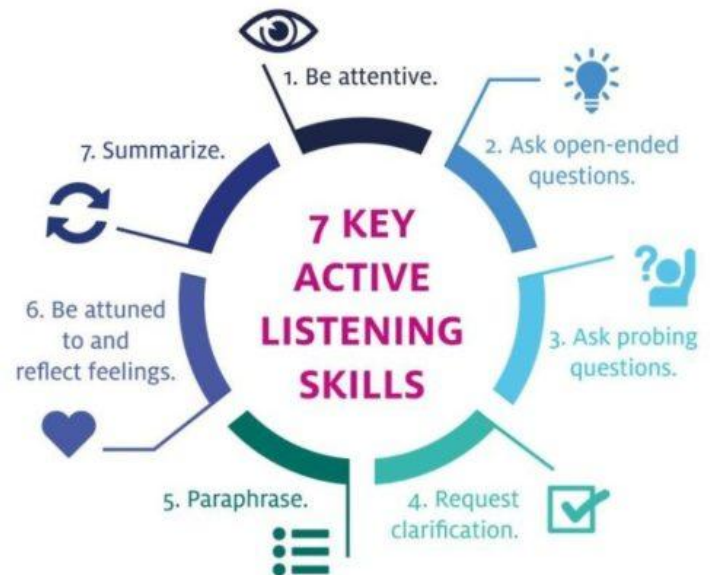 7 KEY
ACTIVE
LISTENING
SKILLS
1. Be attentive.
2. Ask open-ended
questions.
?
3. Ask probing
questions.
4. Request
clarification.
5. Paraphrase.
6. Be attuned
to and
reflect feelings.
7. Summarize.